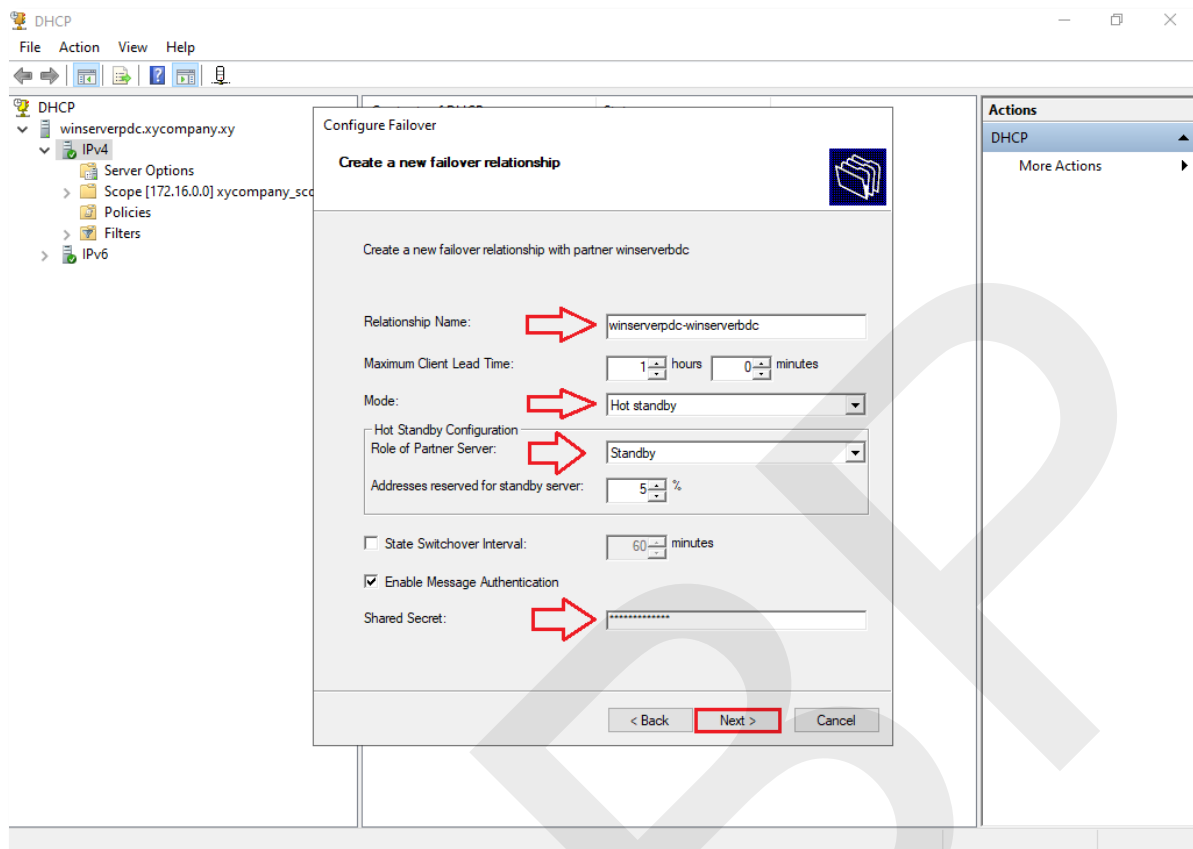 DHCP
File Action View Help
DHCP
winserverpdc.xycompany.xy
IPv4
Server Options
Scope [172.16.0.0] xycompany_sco
Policies
Filters
IPv6
Configure Failover
Create a new failover relationship
Create a new failover relationship with partner winserverbdc
Relationship Name: winserverpdc-winserverbdc
Maximum Client Lead Time: 1 hours 0 minutes
Mode: Hot standby
Hot Standby Configuration
Role of Partner Server: Standby
Addresses reserved for standby server: 5 %
State Switchover Interval: 60 minutes
Enable Message Authentication
Shared Secret: *************
< Back Next > Cancel
Actions
DHCP
More Actions